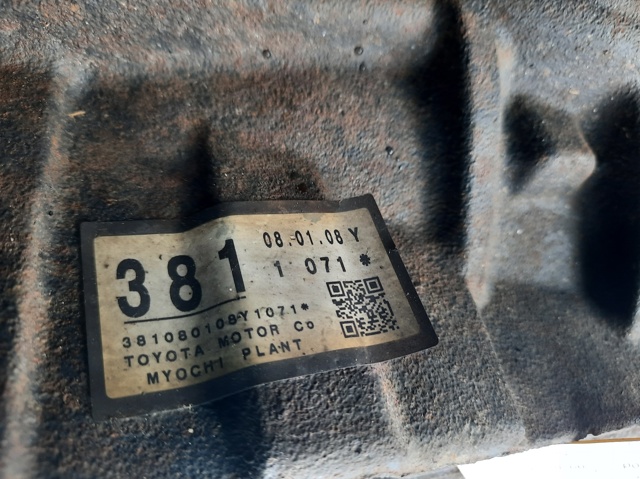 381
08.-01.08 Y
1 071 *
381080108Y1071*
TOYOTA MOTOR Co
MYOCHI PLANT